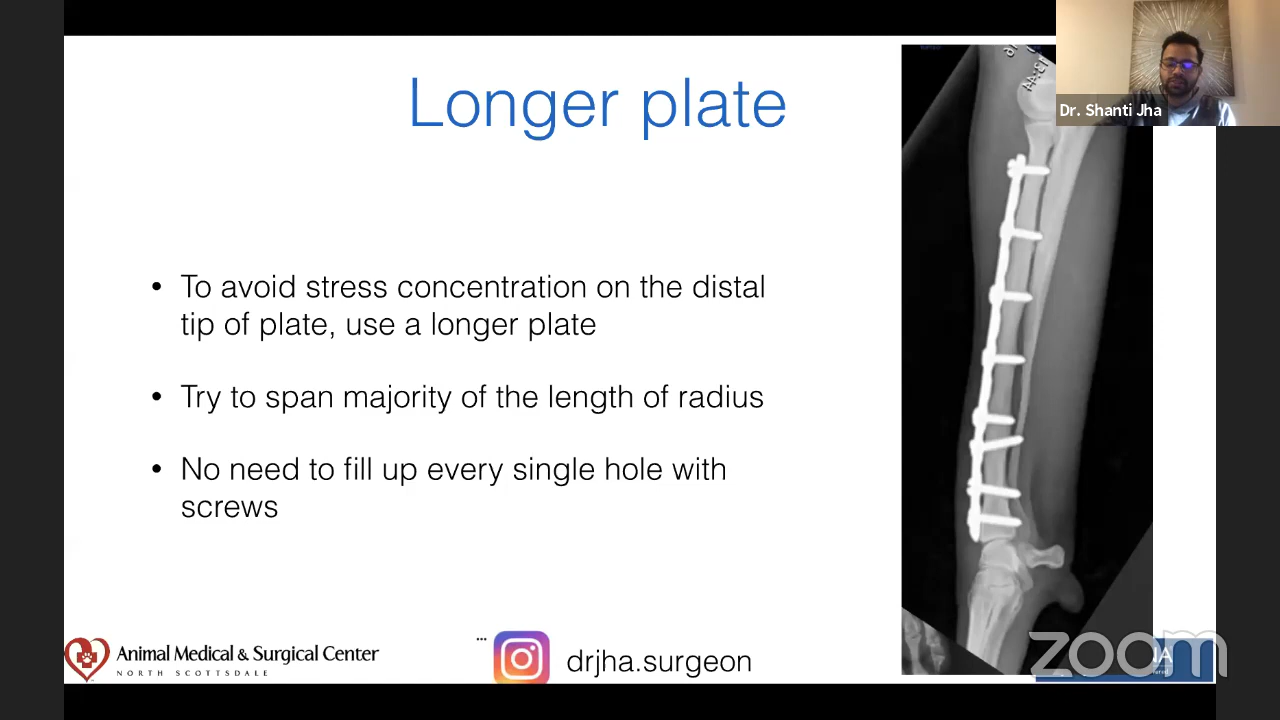 Longer plate
Dr. Shanti Jha
• To avoid stress concentration on the distal
tip of plate, use a longer plate
• Try to span majority of the length of radius
• No need to fill up every single hole with
screws
Animal Medical & Surgical Center
NORTH SCOTTSDALE
drjha.surgeon
zoom